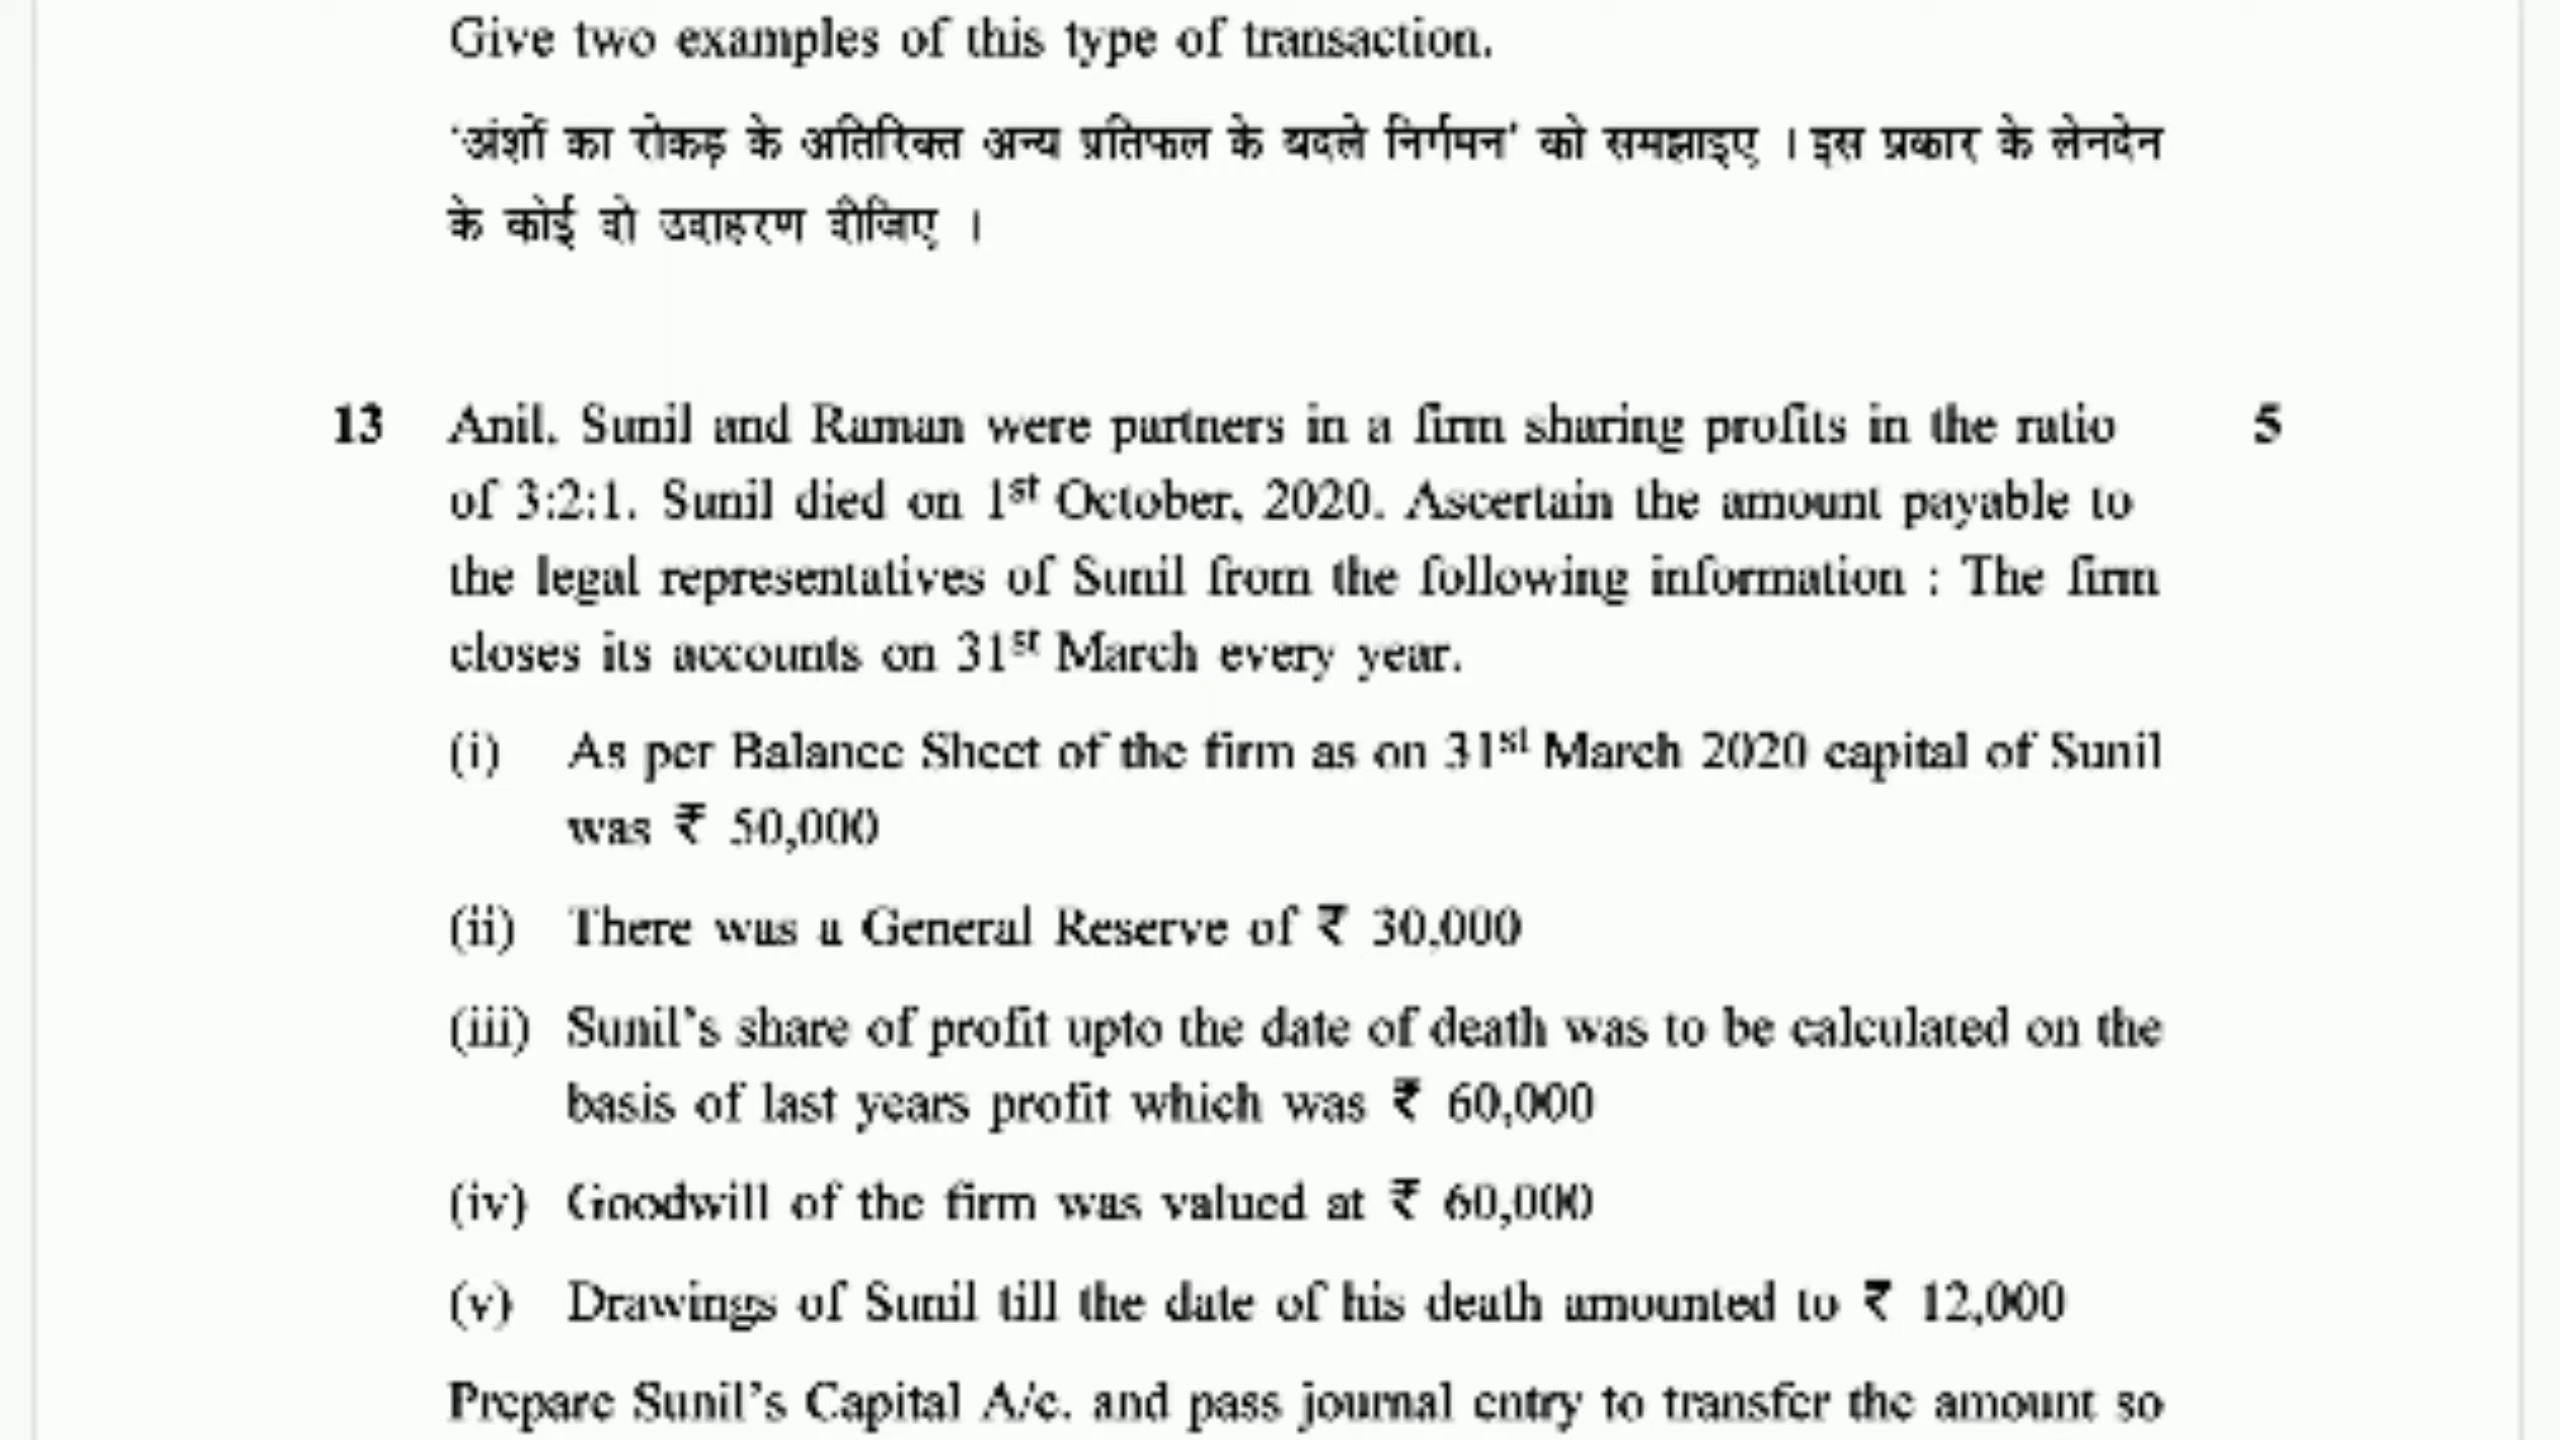 Give two examples of this type of transaction.
'अंशों का रोकड़ के अतिरिक्त अन्य प्रतिफल के बदले निर्गमन' को समझाइए । इस प्रकार के लेनदेन
के कोई दो उदाहरण दीजिए ।
13 Anil, Sunil and Raman were partners in a firm sharing profits in the ratio 5
of 3:2:1. Sunil died on 1st October, 2020. Ascertain the amount payable to
the legal representatives of Sunil from the following information : The firm
closes its accounts on 31st March every year.
(i) As per Balance Sheet of the firm as on 31st March 2020 capital of Sunil
was ₹ 50,000
(ii) There was a General Reserve of ₹ 30,000
(iii) Sunil's share of profit upto the date of death was to be calculated on the
basis of last years profit which was ₹ 60,000
(iv) Goodwill of the firm was valued at ₹ 60,000
(v) Drawings of Sunil till the date of his death amounted to ₹ 12,000
Prepare Sunil's Capital A/c. and pass journal entry to transfer the amount so